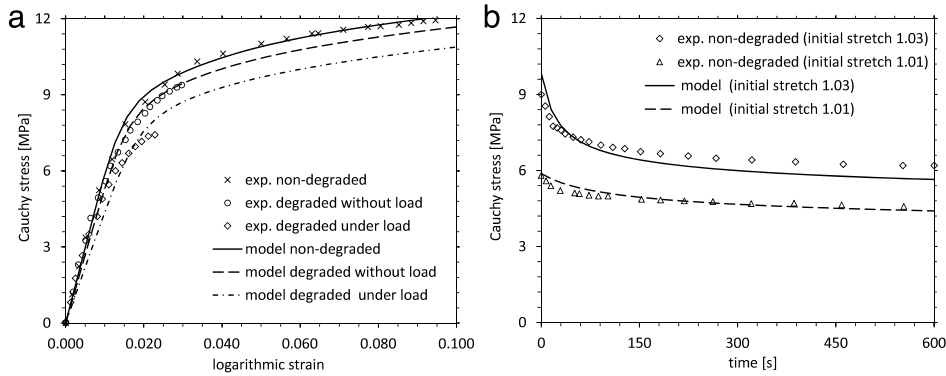 a
12
9
6
3
0
Cauchy stress [MPa]
exp. non-degraded
exp. degraded without load
exp. degraded under load
model non-degraded
model degraded without load
model degraded under load
0.000 0.020 0.040 0.060 0.080 0.100
logarithmic strain
b
12
9
6
3
0
Cauchy stress [MPa]
exp. non-degraded (initial stretch 1.03)
exp. non-degraded (initial stretch 1.01)
model (initial stretch 1.03)
model (initial stretch 1.01)
0 150 300 450 600
time [s]